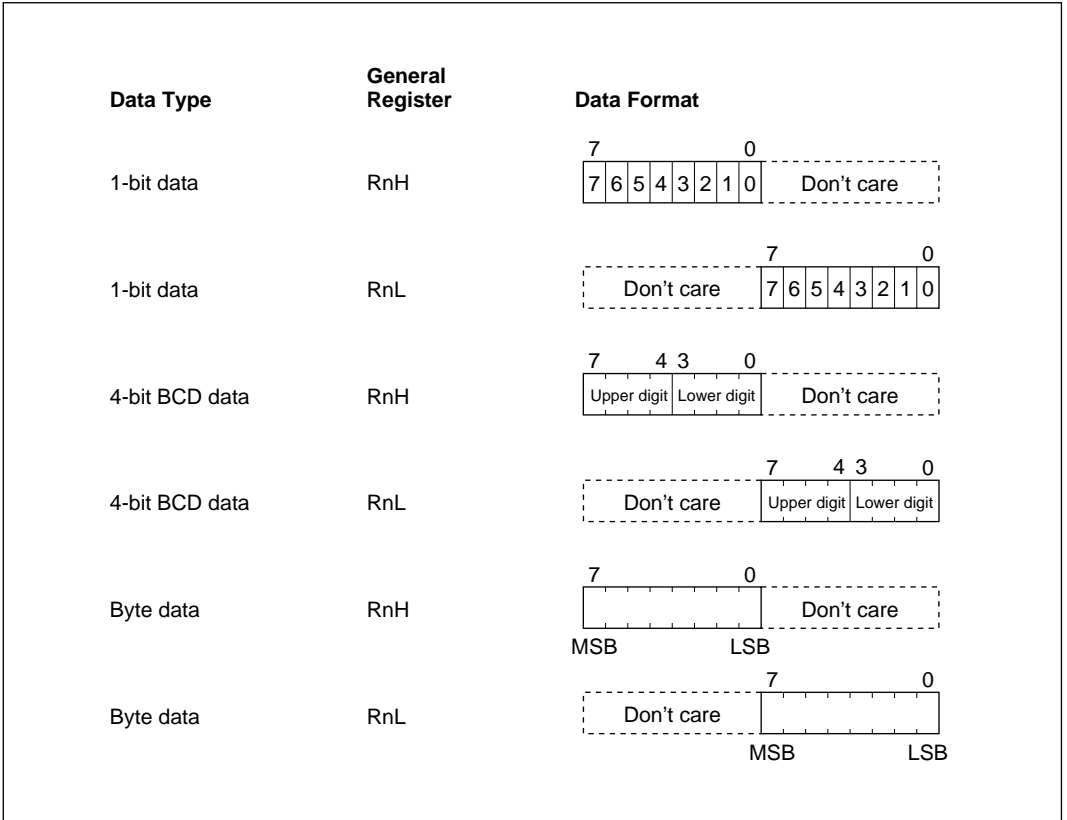 General
Data Type Register Data Format
7 0
1-bit data RnH 7 6 5 4 3 2 1 0 Don't care
7 0
1-bit data RnL Don't care 7 6 5 4 3 2 1 0
7 4 3 0
4-bit BCD data RnH Upper digit Lower digit Don't care
7 4 3 0
4-bit BCD data RnL Don't care Upper digit Lower digit
7 0
Byte data RnH Don't care
MSB LSB
7 0
Byte data RnL Don't care
MSB LSB